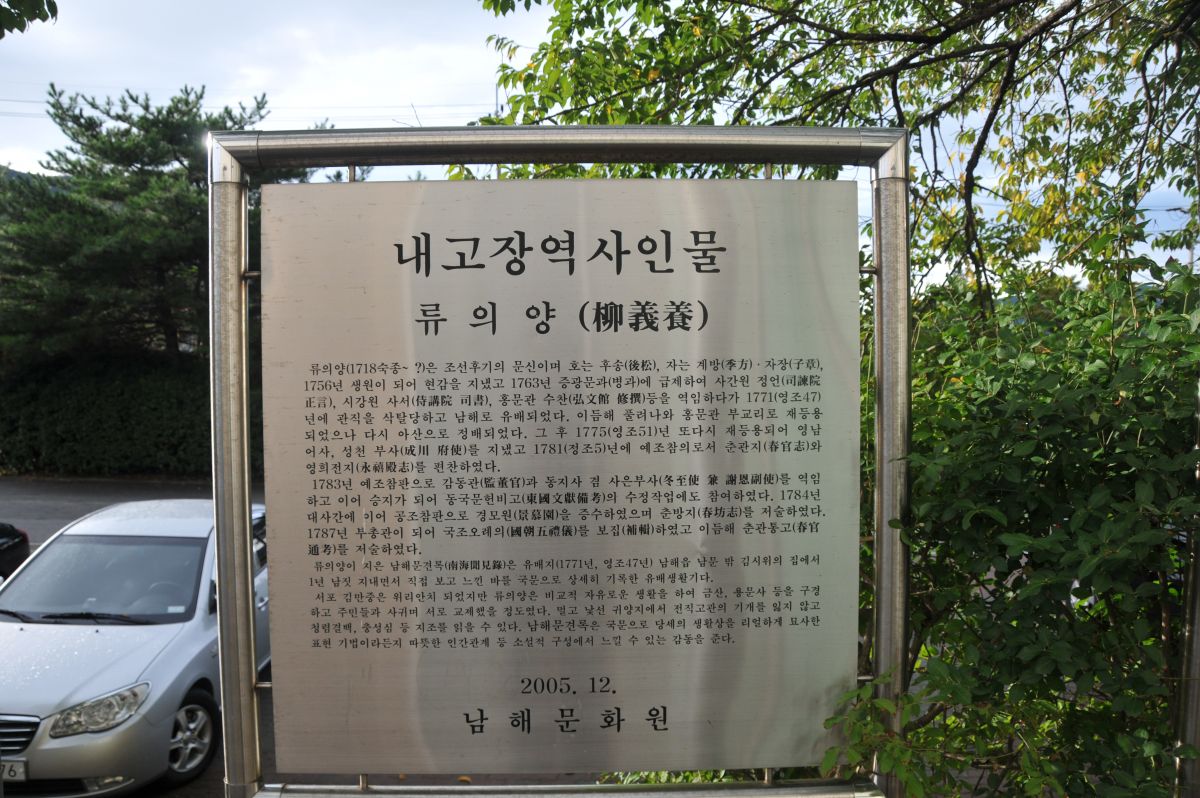 내고장역사인물
류 의 양 (柳義養)
류의양(1718숙종~ ?)은 조선후기의 문신이며 호는 후송(後松), 자는 계방(季方)·자장(子章),
1756년 생원이 되어 현감을 지냈고 1763년 증광문과(병과)에 급제하여 사간원 정언(司諫院
正言), 시강원 사서(侍講院 司書), 홍문관 수찬(弘文館 修撰)등을 역임하다가 1771(영조47)
년에 관직을 삭탈당하고 남해로 유배되었다. 이듬해 풀려나와 홍문관 부교리로 재등용
되었으나 다시 아산으로 정배되었다. 그 후 1775(영조51)년 또다시 재등용되어 영남
어사, 성천 부사(成川 府使)를 지냈고 1781(정조5)년에 예조참의로서 춘관지(春官志)와
영희전지(永禧殿志)를 편찬하였다.
1783년 예조참판으로 감동관(監董官)과 동지사 겸 사은부사(冬至使 兼 謝恩副使)를 역임
하고 이어 승지가 되어 동국문헌비고(東國文獻備考)의 수정작업에도 참여하였다. 1784년
대사간에 이어 공조참판으로 경모원(景慕園)을 증수하였으며 춘방지(春坊志)를 저술하였다.
1787년 부총관이 되어 국조오례의(國朝五禮儀)를 보집(補輯)하였고 이듬해 춘관통고(春官
通考)를 저술하였다.
류의양이 지은 남해문견록(南海聞見錄)은 유배지(1771년, 영조47년) 남해읍 남문 밖 김시위의 집에서
1년 남짓 지내면서 직접 보고 느낀 바를 국문으로 상세히 기록한 유배생활기다.
서포 김만중은 위리안치 되었지만 류의양은 비교적 자유로운 생활을 하여 금산, 용문사 등을 구경
하고 주민들과 사귀며 서로 교제했을 정도였다. 멀고 낯선 귀양지에서 전직고관의 기개를 잃지 않고
청렴결백, 충성심 등 지조를 읽을 수 있다. 남해문견록은 국문으로 당세의 생활상을 리얼하게 묘사한
표현 기법이라든지 따뜻한 인간관계 등 소설적 구성에서 느낄 수 있는 감동을 준다.
2005. 12.
남 해 문 화 원
76